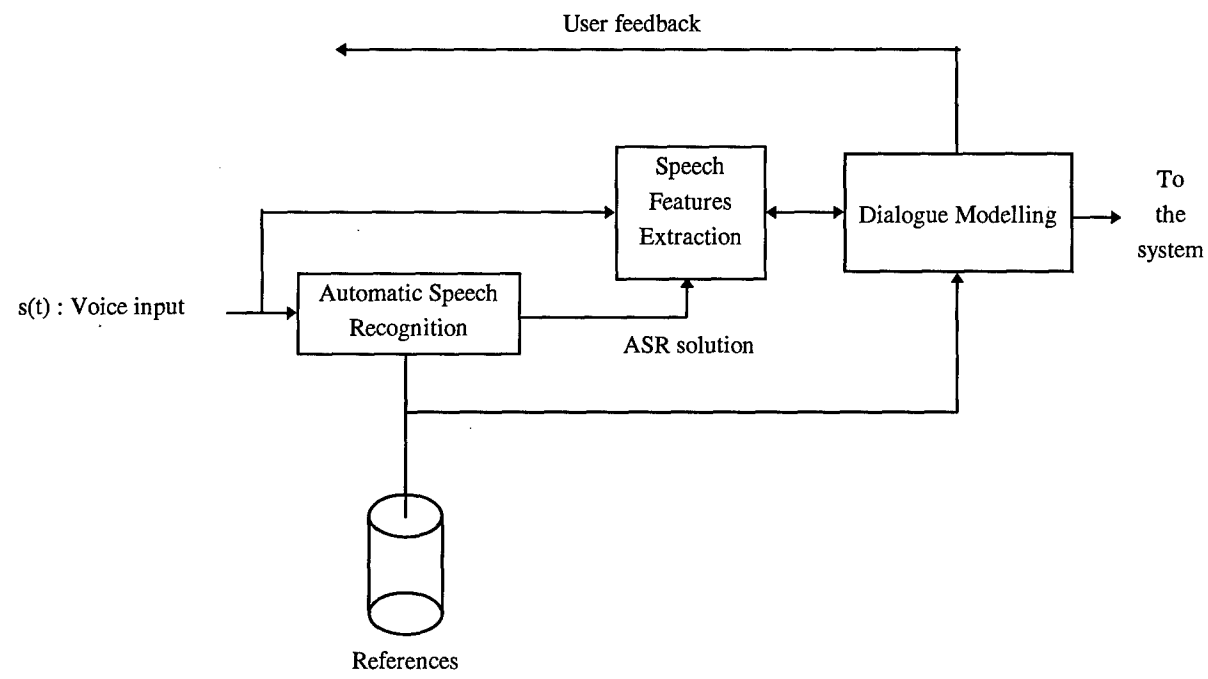 User feedback
Speech
Features
Extraction
Dialogue Modelling
To
the
system
s(t) : Voice input
Automatic Speech
Recognition
ASR solution
References